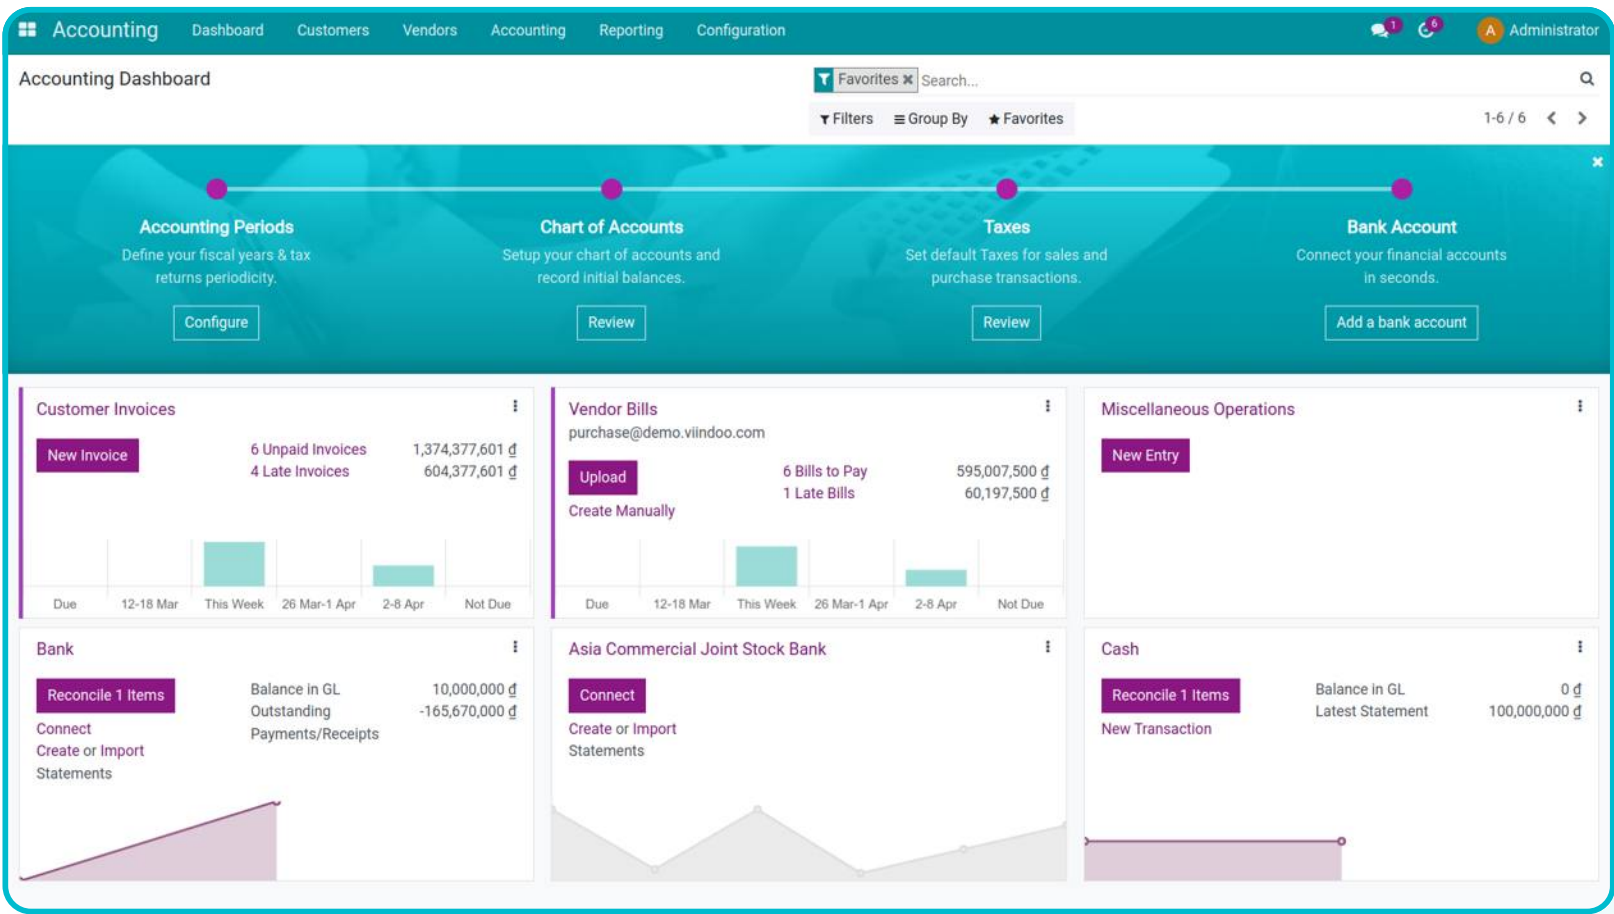 Accounting Dashboard Customers Vendors Accounting Reporting Configuration 1 6 A Administrator
Accounting Dashboard
Favorites Search...
Filters Group By Favorites
1-6 / 6
Accounting Periods
Define your fiscal years & tax
returns periodicity.
Configure
Chart of Accounts
Setup your chart of accounts and
record initial balances.
Review
Taxes
Set default Taxes for sales and
purchase transactions.
Review
Bank Account
Connect your financial accounts
in seconds.
Add a bank account
Customer Invoices
New Invoice
6 Unpaid Invoices 1,374,377,601 ₫
4 Late Invoices 604,377,601 ₫
Due 12-18 Mar This Week 26 Mar-1 Apr 2-8 Apr Not Due
Vendor Bills
purchase@demo.viindoo.com
Upload
Create Manually
6 Bills to Pay 595,007,500 ₫
1 Late Bills 60,197,500 ₫
Due 12-18 Mar This Week 26 Mar-1 Apr 2-8 Apr Not Due
Miscellaneous Operations
New Entry
Bank
Reconcile 1 Items
Connect
Create or Import
Statements
Balance in GL 10,000,000 ₫
Outstanding -165,670,000 ₫
Payments/Receipts
Asia Commercial Joint Stock Bank
Connect
Create or Import
Statements
Cash
Reconcile 1 Items
New Transaction
Balance in GL 0 ₫
Latest Statement 100,000,000 ₫